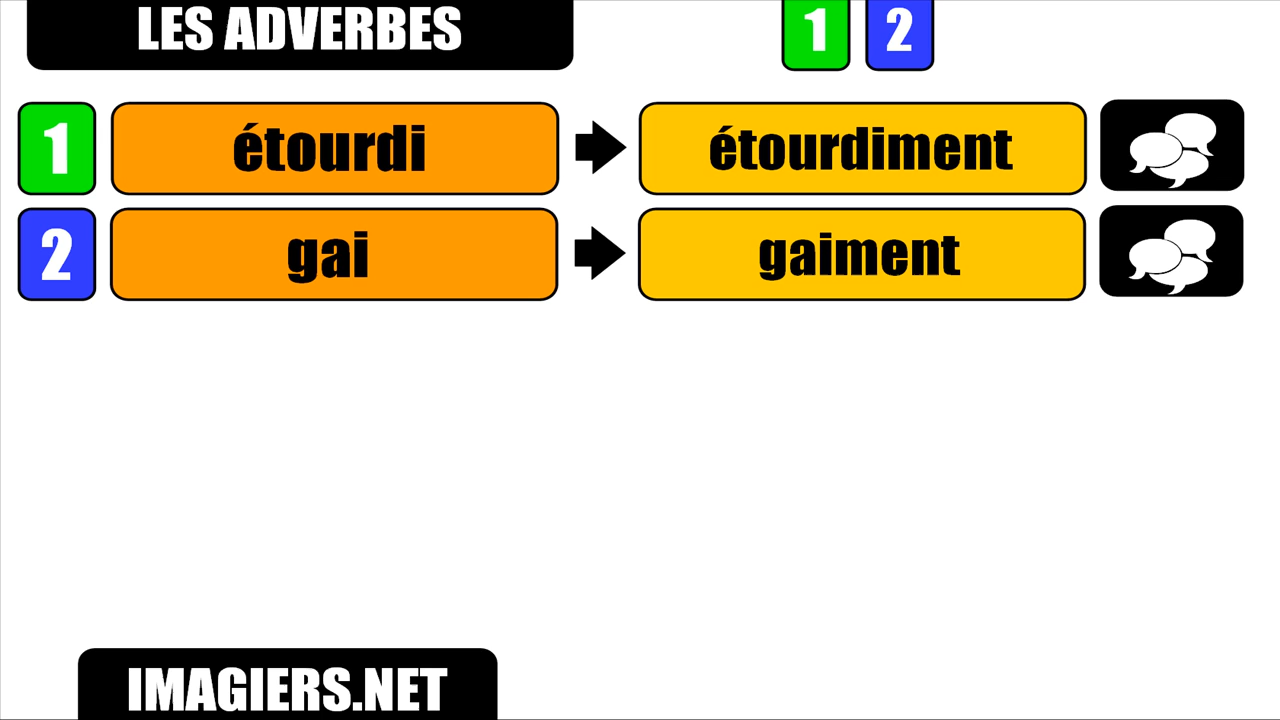 LES ADVERBES
1 2
1 étourdi étourdiment
2 gai gaiment
IMAGIERS.NET